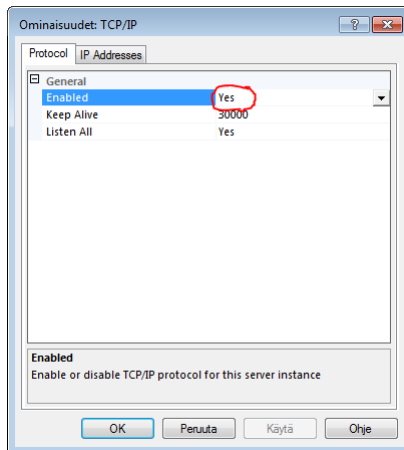 Ominaisuudet: TCP/IP
Protocol IP Addresses
General
Enabled Yes
Keep Alive 30000
Listen All Yes
Enabled
Enable or disable TCP/IP protocol for this server instance
OK Peruuta Käytä Ohje